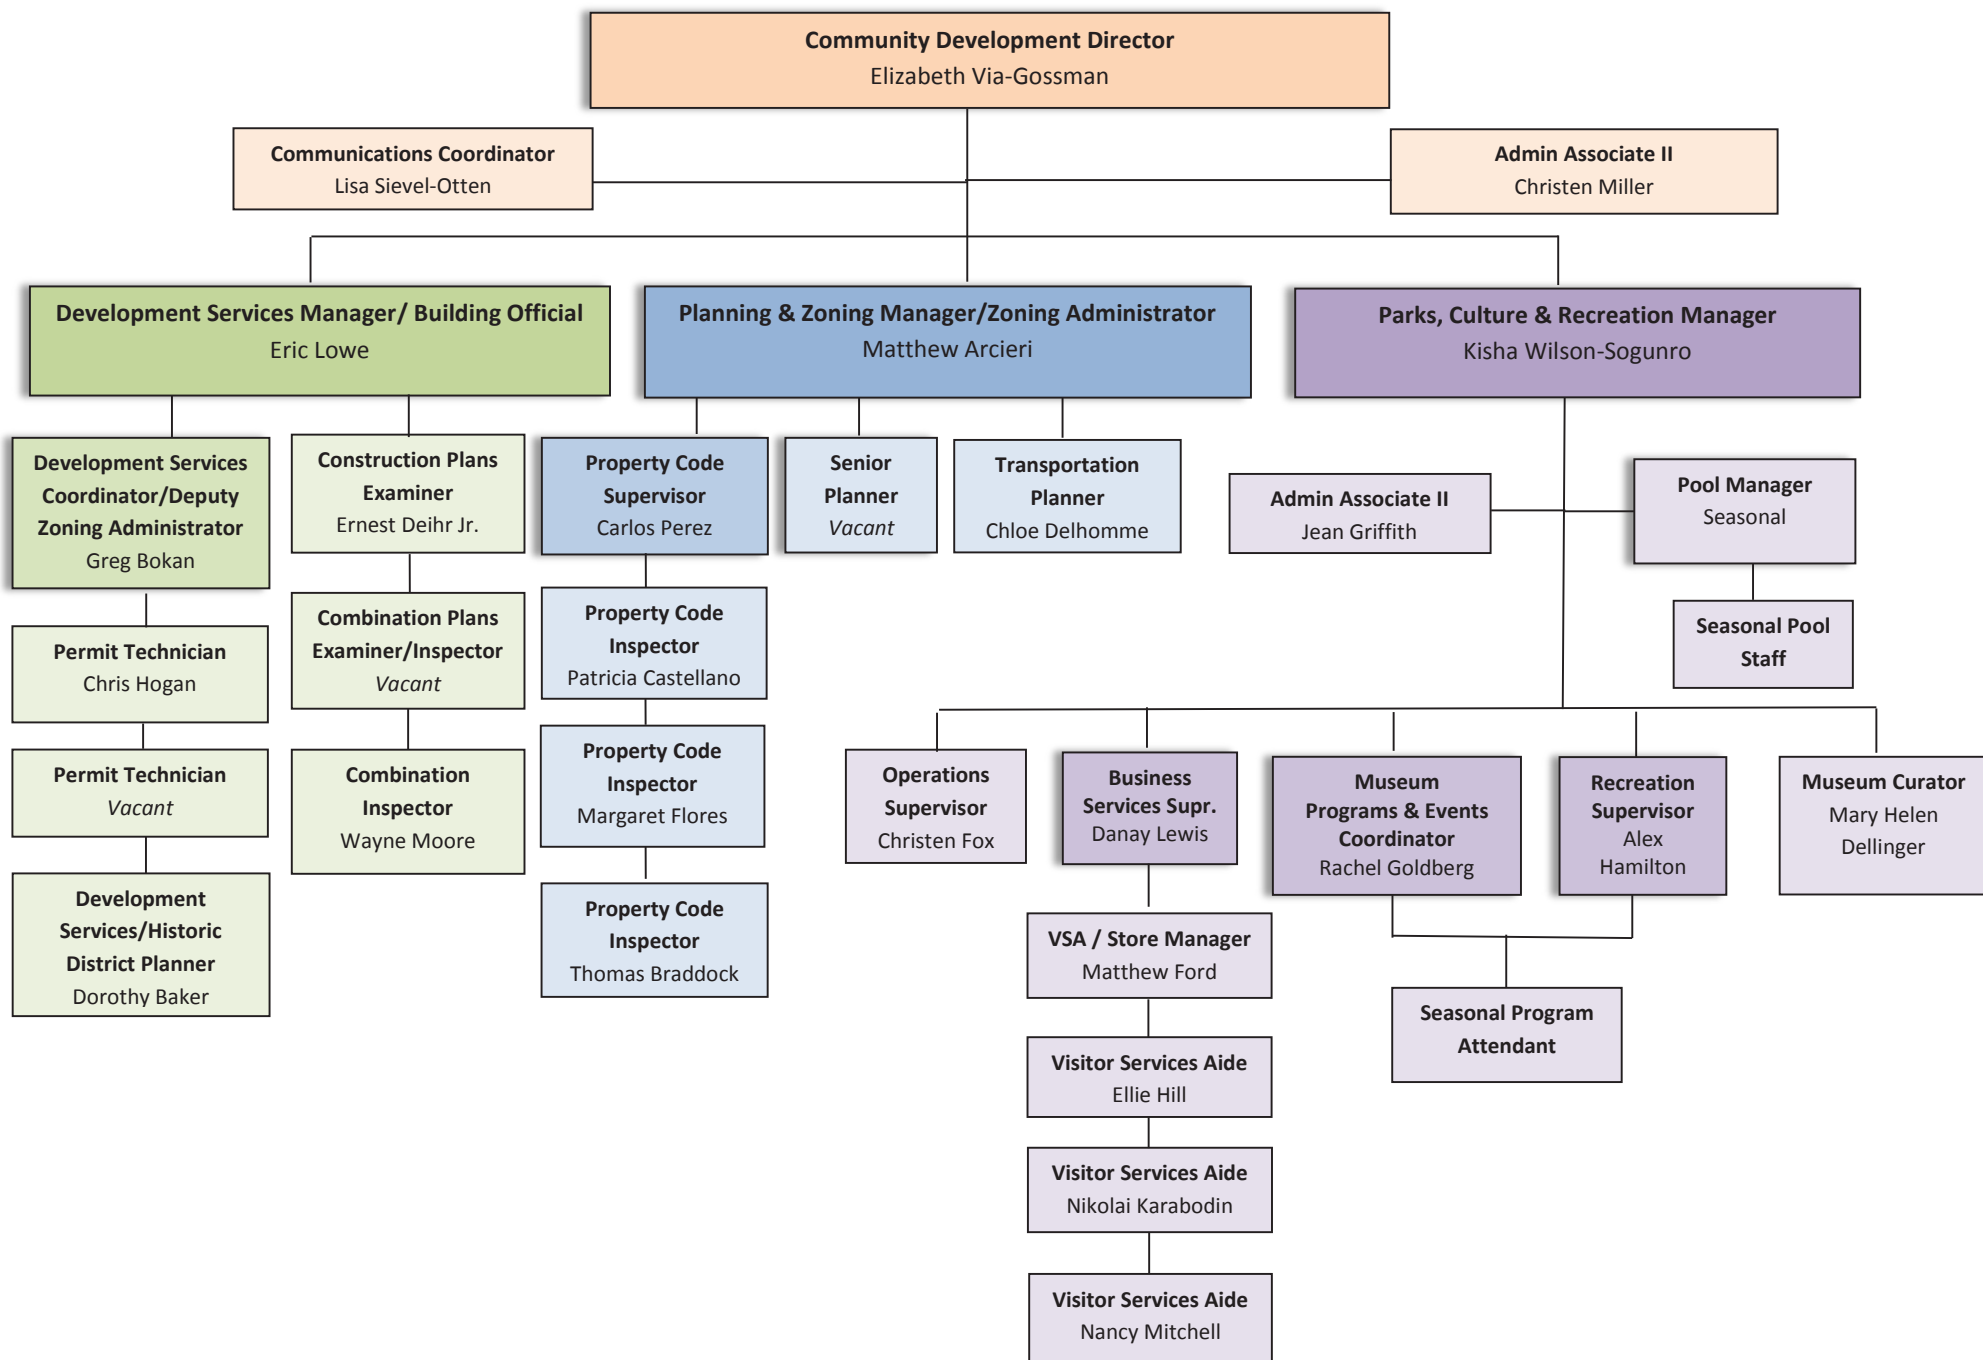 Community Development Director
Elizabeth Via-Gossman
Communications Coordinator
Lisa Sievel-Otten
Admin Associate II
Christen Miller
Development Services Manager/ Building Official
Eric Lowe
Planning & Zoning Manager/Zoning Administrator
Matthew Arcieri
Parks, Culture & Recreation Manager
Kisha Wilson-Sogunro
Development Services
Coordinator/Deputy
Zoning Administrator
Greg Bokan
Permit Technician
Chris Hogan
Permit Technician
Vacant
Development
Services/Historic
District Planner
Dorothy Baker
Construction Plans
Examiner
Ernest Deihr Jr.
Combination Plans
Examiner/Inspector
Vacant
Combination
Inspector
Wayne Moore
Property Code
Supervisor
Carlos Perez
Property Code
Inspector
Patricia Castellano
Property Code
Inspector
Margaret Flores
Property Code
Inspector
Thomas Braddock
Senior
Planner
Vacant
Transportation
Planner
Chloe Delhomme
Admin Associate II
Jean Griffith
Pool Manager
Seasonal
Seasonal Pool
Staff
Operations
Supervisor
Christen Fox
Business
Services Supr.
Danay Lewis
VSA / Store Manager
Matthew Ford
Visitor Services Aide
Ellie Hill
Visitor Services Aide
Nikolai Karabodin
Visitor Services Aide
Nancy Mitchell
Museum
Programs & Events
Coordinator
Rachel Goldberg
Recreation
Supervisor
Alex
Hamilton
Seasonal Program
Attendant
Museum Curator
Mary Helen
Dellinger